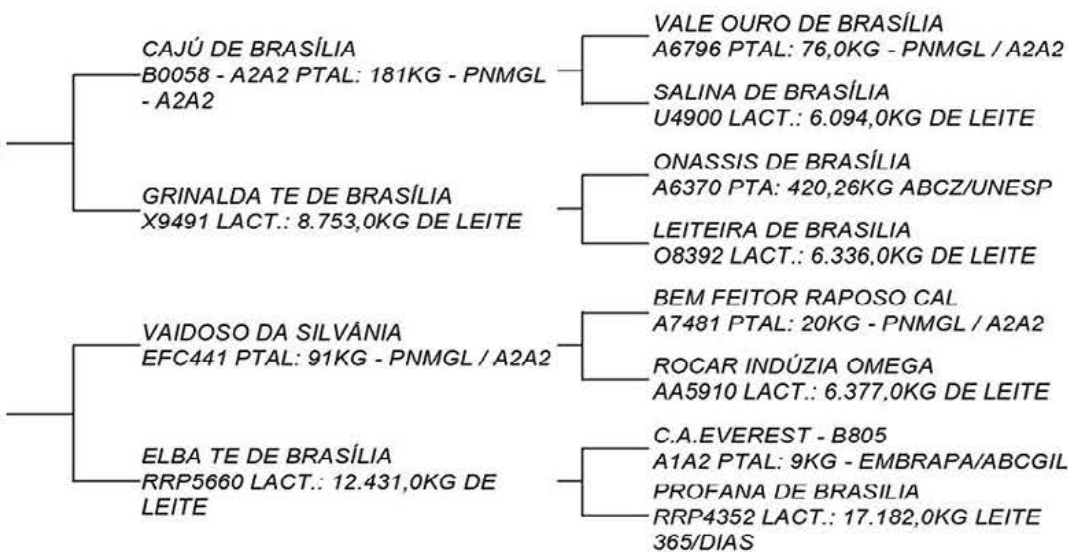 CAJÚ DE BRASÍLIA
B0058 - A2A2 PTAL: 181KG - PNMGL
- A2A2
GRINALDA TE DE BRASÍLIA
X9491 LACT.: 8.753,0KG DE LEITE
VAIDOSO DA SILVÂNIA
EFC441 PTAL: 91KG - PNMGL / A2A2
ELBA TE DE BRASÍLIA
RRP5660 LACT.: 12.431,0KG DE
LEITE
VALE OURO DE BRASÍLIA
A6796 PTAL: 76,0KG - PNMGL / A2A2
SALINA DE BRASÍLIA
U4900 LACT.: 6.094,0KG DE LEITE
ONASSIS DE BRASÍLIA
A6370 PTA: 420,26KG ABCZ/UNESP
LEITEIRA DE BRASILIA
O8392 LACT.: 6.336,0KG DE LEITE
BEM FEITOR RAPOSO CAL
A7481 PTAL: 20KG - PNMGL / A2A2
ROCAR INDÚZIA OMEGA
AA5910 LACT.: 6.377,0KG DE LEITE
C.A.EVEREST - B805
A1A2 PTAL: 9KG - EMBRAPA/ABCGIL
PROFANA DE BRASILIA
RRP4352 LACT.: 17.182,0KG LEITE
365/DIAS